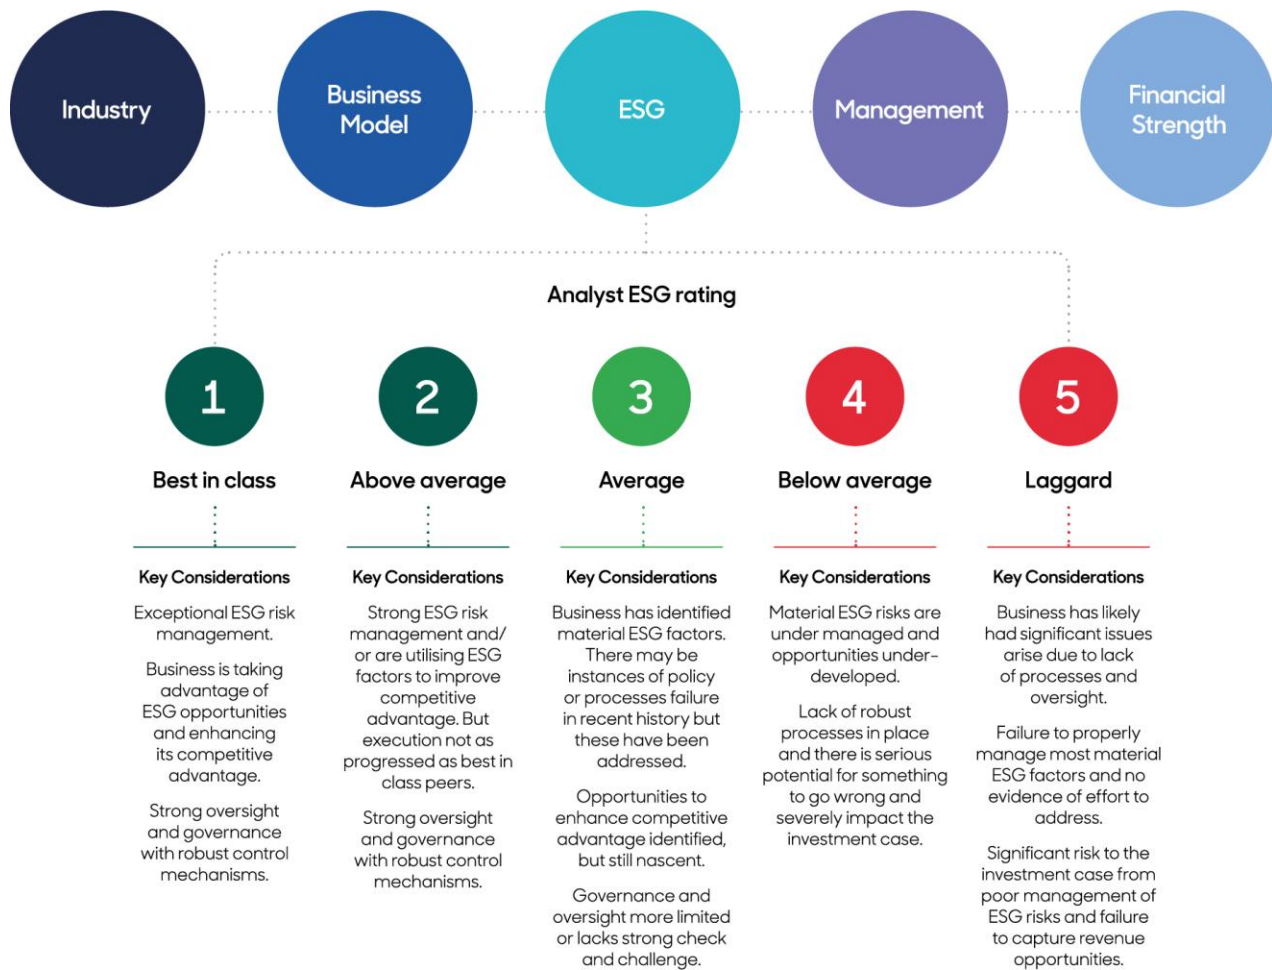 Industry
Business
Model
ESG
Management
Financial
Strength
Analyst ESG rating
1
Best in class
Key Considerations
Exceptional ESG risk
management.
Business is taking
advantage of
ESG opportunities
and enhancing
its competitive
advantage.
Strong oversight
and governance
with robust control
mechanisms.
2
Above average
Key Considerations
Strong ESG risk
management and/
or are utilising ESG
factors to improve
competitive
advantage. But
execution not as
progressed as best in
class peers.
Strong oversight
and governance
with robust control
mechanisms.
3
Average
Key Considerations
Business has identified
material ESG factors.
There may be
instances of policy
or processes failure
in recent history but
these have been
addressed.
Opportunities to
enhance competitive
advantage identified,
but still nascent.
Governance and
oversight more limited
or lacks strong check
and challenge.
4
Below average
Key Considerations
Material ESG risks are
under managed and
opportunities under-
developed.
Lack of robust
processes in place
and there is serious
potential for something
to go wrong and
severely impact the
investment case.
5
Laggard
Key Considerations
Business has likely
had significant issues
arise due to lack
of processes and
oversight.
Failure to properly
manage most material
ESG factors and no
evidence of effort to
address.
Significant risk to the
investment case from
poor management of
ESG risks and failure
to capture revenue
opportunities.